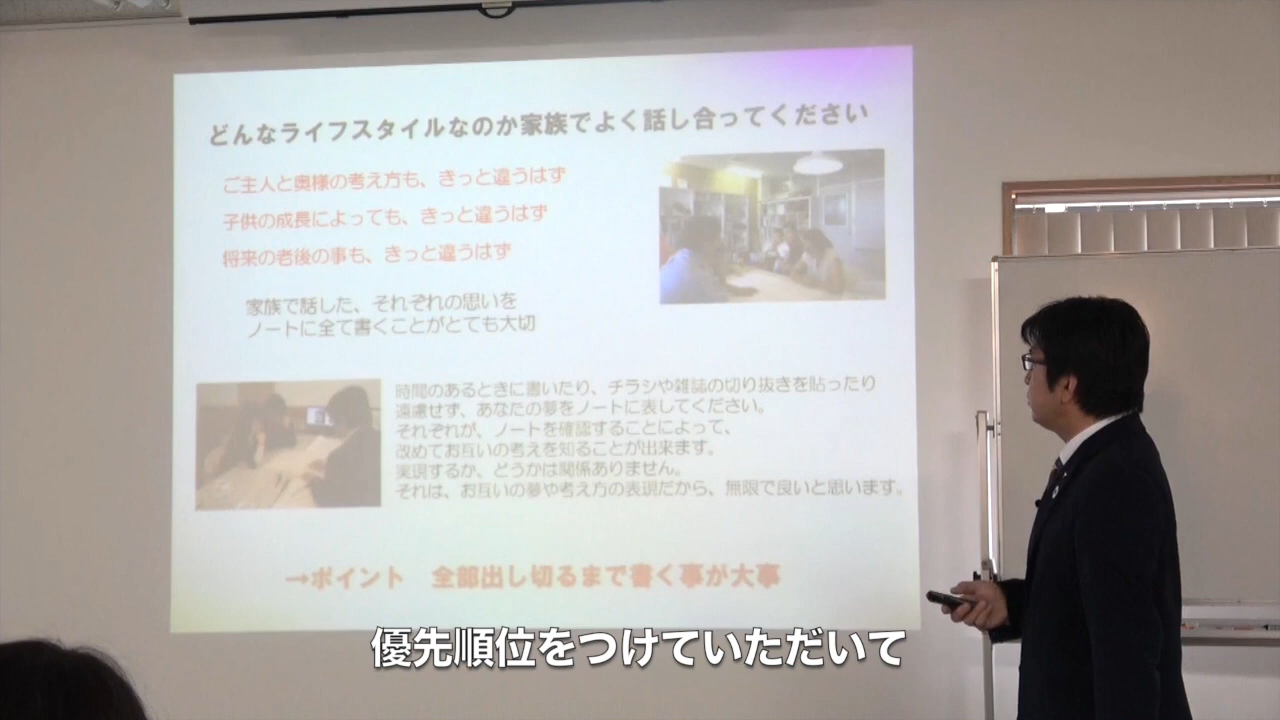 どんなライフスタイルなのか家族でよく話し合ってください
ご主人と奥様の考え方も、きっと違うはず
子供の成長によっても、きっと違うはず
将来の老後の事も、きっと違うはず
家族で話した、それぞれの思いを
ノートに全て書くことがとても大切
時間のあるときに書いたり、チラシや雑誌の切り抜きを貼ったり
遠慮せず、あなたの夢をノートに表してください。
それぞれが、ノートを確認することによって、
改めてお互いの考えを知ることが出来ます。
実現するか、どうかは関係ありません。
それは、お互いの夢や考え方の表現だから、無限で良いと思います。
→ポイント　全部出し切るまで書く事が大事
優先順位をつけていただいて